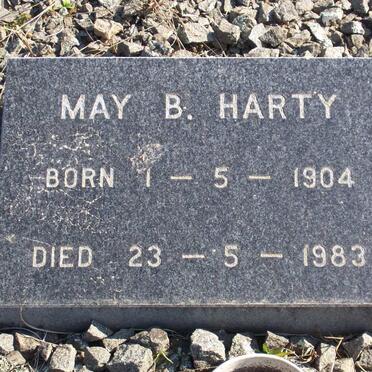 MAY B. HARTY
BORN 1 – 5 – 1904
DIED 23 – 5 – 1983